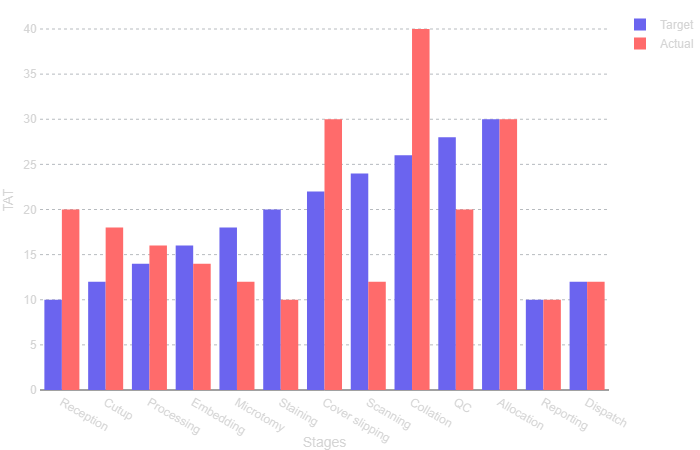 Target
Actual
40
35
30
25
20
15
10
5
0
TAT
Reception
Cutup
Processing
Embedding
Microtomy
Staining
Cover slipping
Scanning
Collation
QC
Allocation
Reporting
Dispatch
Stages